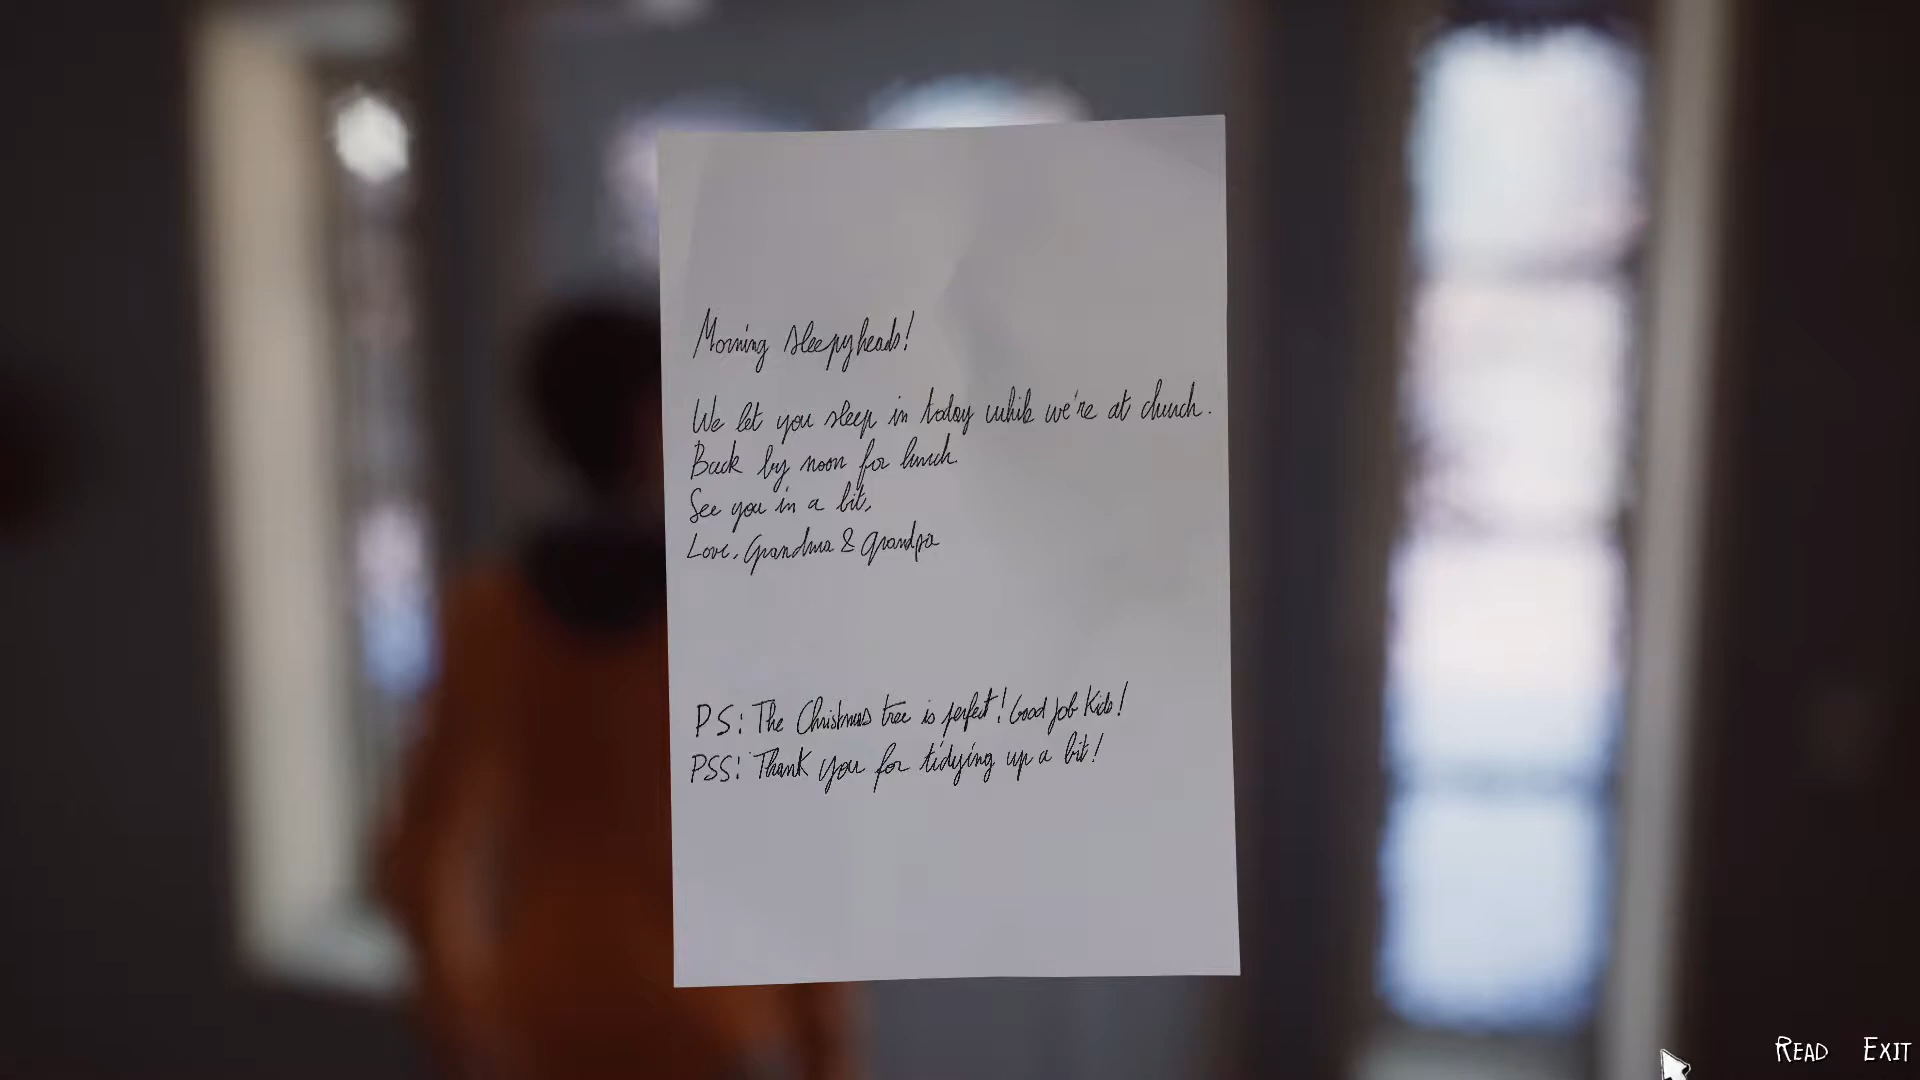 Morning sleepyheads!
We let you sleep in today while we're at church.
Back by noon for lunch
See you in a bit,
Love, Grandma & Grandpa
PS: The Christmas tree is perfect! Good Job Kids!
PSS: Thank you for tidying up a bit!
READ EXIT